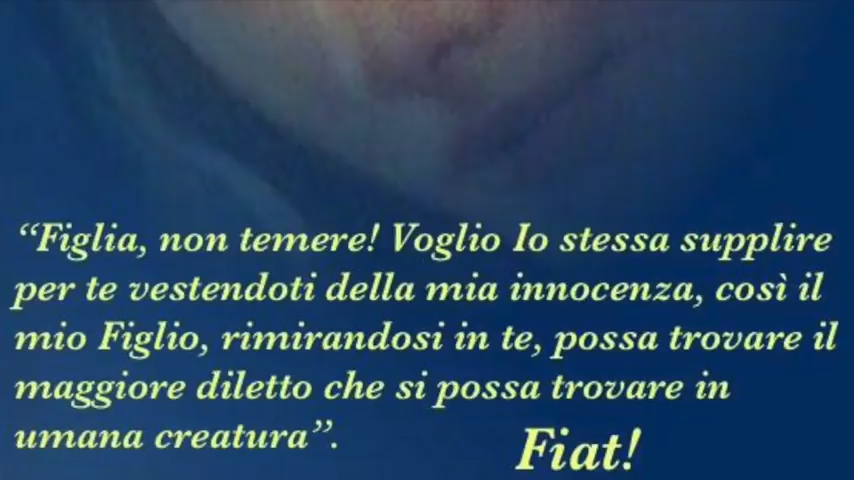 “Figlia, non temere! Voglio Io stessa supplire
per te vestendoti della mia innocenza, così il
mio Figlio, rimirandosi in te, possa trovare il
maggiore diletto che si possa trovare in
umana creatura”.
Fiat!